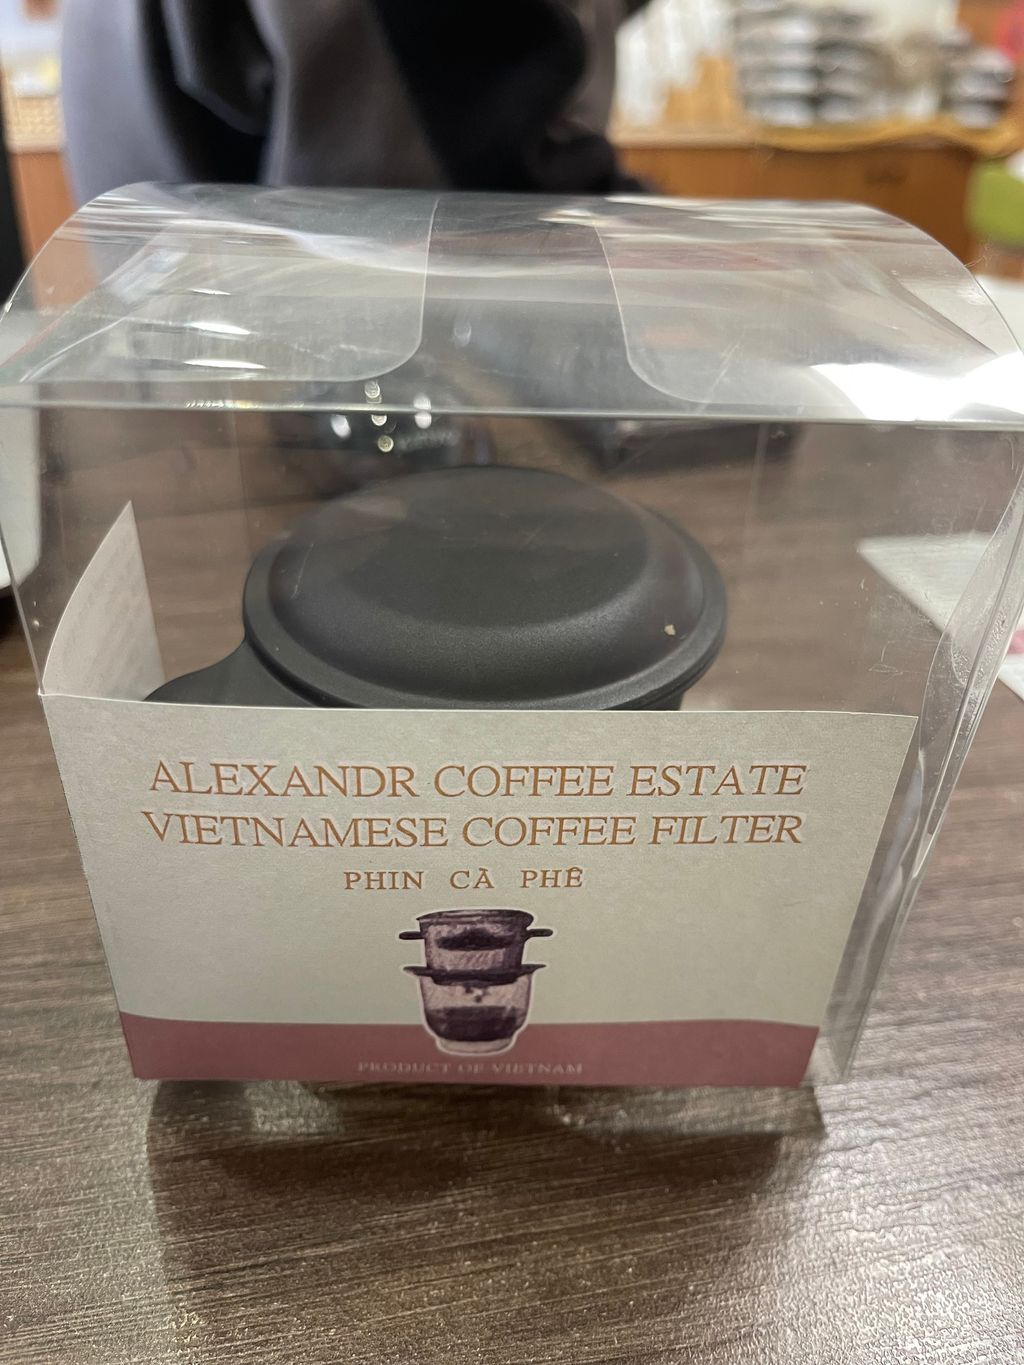 ALEXANDR COFFEE ESTATE
VIETNAMESE COFFEE FILTER
PHIN CÀ PHÊ
PRODUCT OF VIETNAM